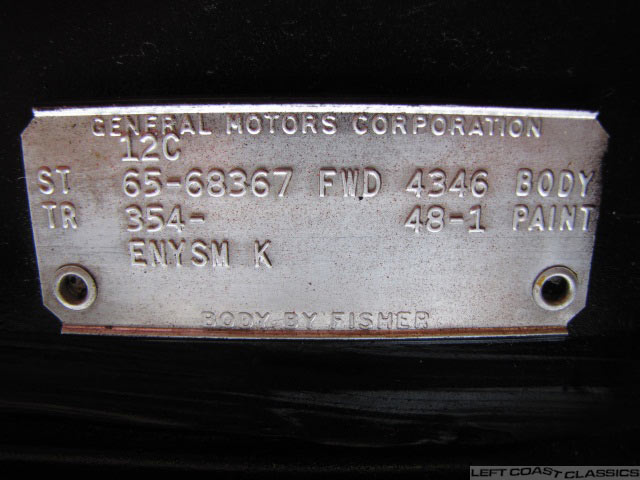 GENERAL MOTORS CORPORATION
12C
ST 65-68367 FWD 4346 BODY
TR 354- 48-1 PAINT
ENYSM K
BODY BY FISHER
LEFT COAST CLASSICS